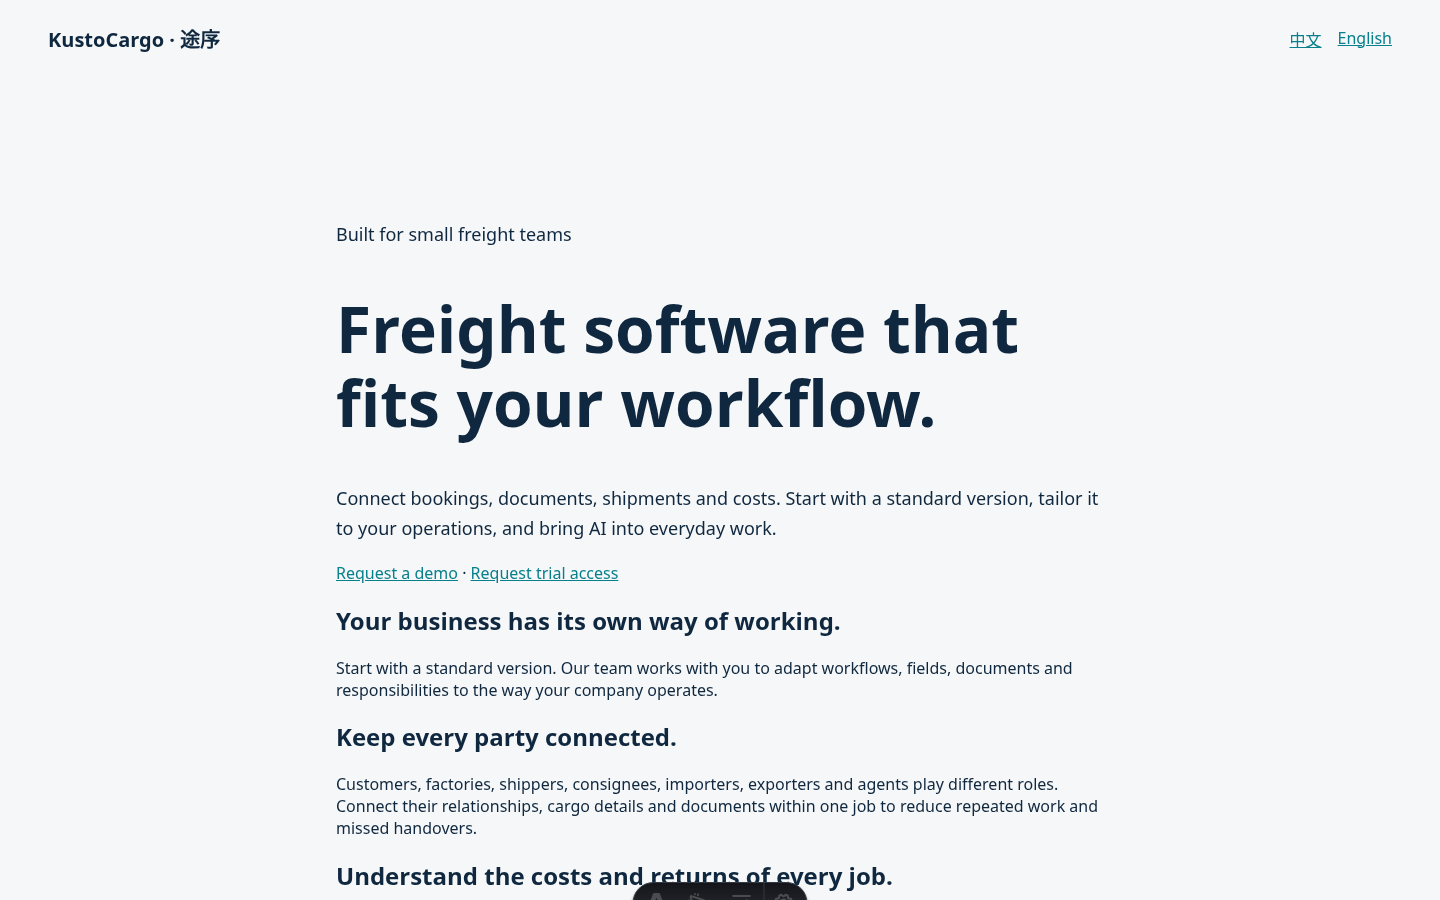 KustoCargo · 途序
中文 English
Built for small freight teams
Freight software that
fits your workflow.
Connect bookings, documents, shipments and costs. Start with a standard version, tailor it
to your operations, and bring AI into everyday work.
Request a demo · Request trial access
Your business has its own way of working.
Start with a standard version. Our team works with you to adapt workflows, fields, documents and
responsibilities to the way your company operates.
Keep every party connected.
Customers, factories, shippers, consignees, importers, exporters and agents play different roles.
Connect their relationships, cargo details and documents within one job to reduce repeated work and
missed handovers.
Understand the costs and returns of every job.